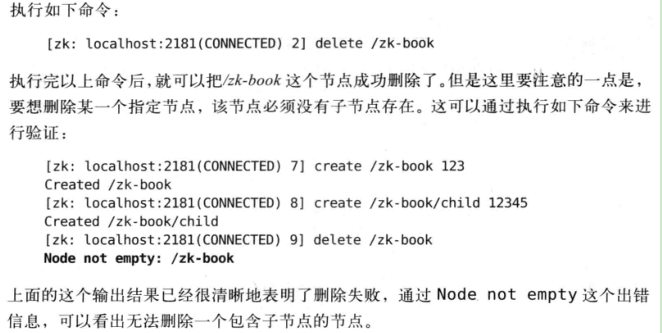 执行如下命令：
[zk: localhost:2181(CONNECTED) 2] delete /zk-book
执行完以上命令后，就可以把/zk-book 这个节点成功删除了。但是这里要注意的一点是，
要想删除某一个指定节点，该节点必须没有子节点存在。这可以通过执行如下命令来进
行验证：
[zk: localhost:2181(CONNECTED) 7] create /zk-book 123
Created /zk-book
[zk: localhost:2181(CONNECTED) 8] create /zk-book/child 12345
Created /zk-book/child
[zk: localhost:2181(CONNECTED) 9] delete /zk-book
Node not empty: /zk-book
上面的这个输出结果已经很清晰地表明了删除失败，通过 Node not empty 这个出错
信息，可以看出无法删除一个包含子节点的节点。